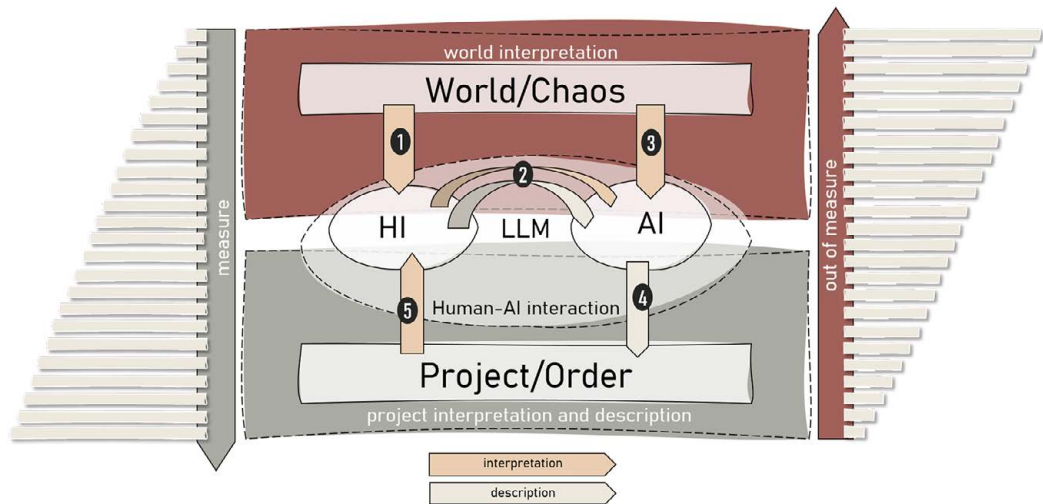 world interpretation
World/Chaos
1
3
2
HI
LLM
AI
measure
out of measure
5
Human-AI interaction
4
Project/Order
project interpretation and description
interpretation
description